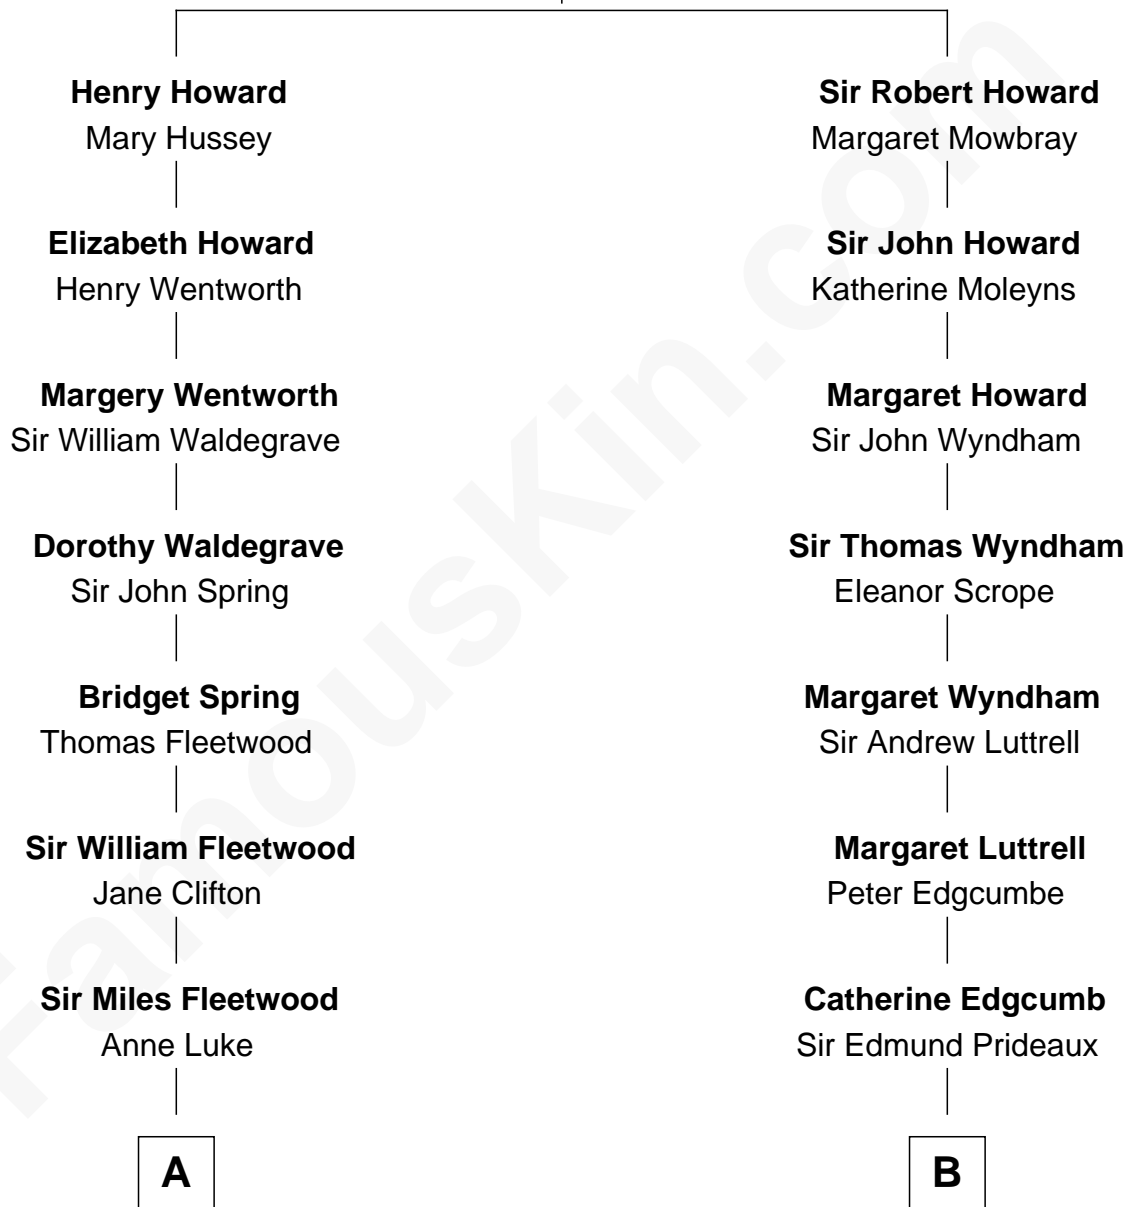 Henry Howard
Mary Hussey
Sir Robert Howard
Margaret Mowbray
Elizabeth Howard
Henry Wentworth
Sir John Howard
Katherine Moleyns
Margery Wentworth
Sir William Waldegrave
Margaret Howard
Sir John Wyndham
Dorothy Waldegrave
Sir John Spring
Sir Thomas Wyndham
Eleanor Scrope
Bridget Spring
Thomas Fleetwood
Margaret Wyndham
Sir Andrew Luttrell
Sir William Fleetwood
Jane Clifton
Margaret Luttrell
Peter Edgcumbe
Sir Miles Fleetwood
Anne Luke
Catherine Edgcumb
Sir Edmund Prideaux
A
B
FamousKin.com